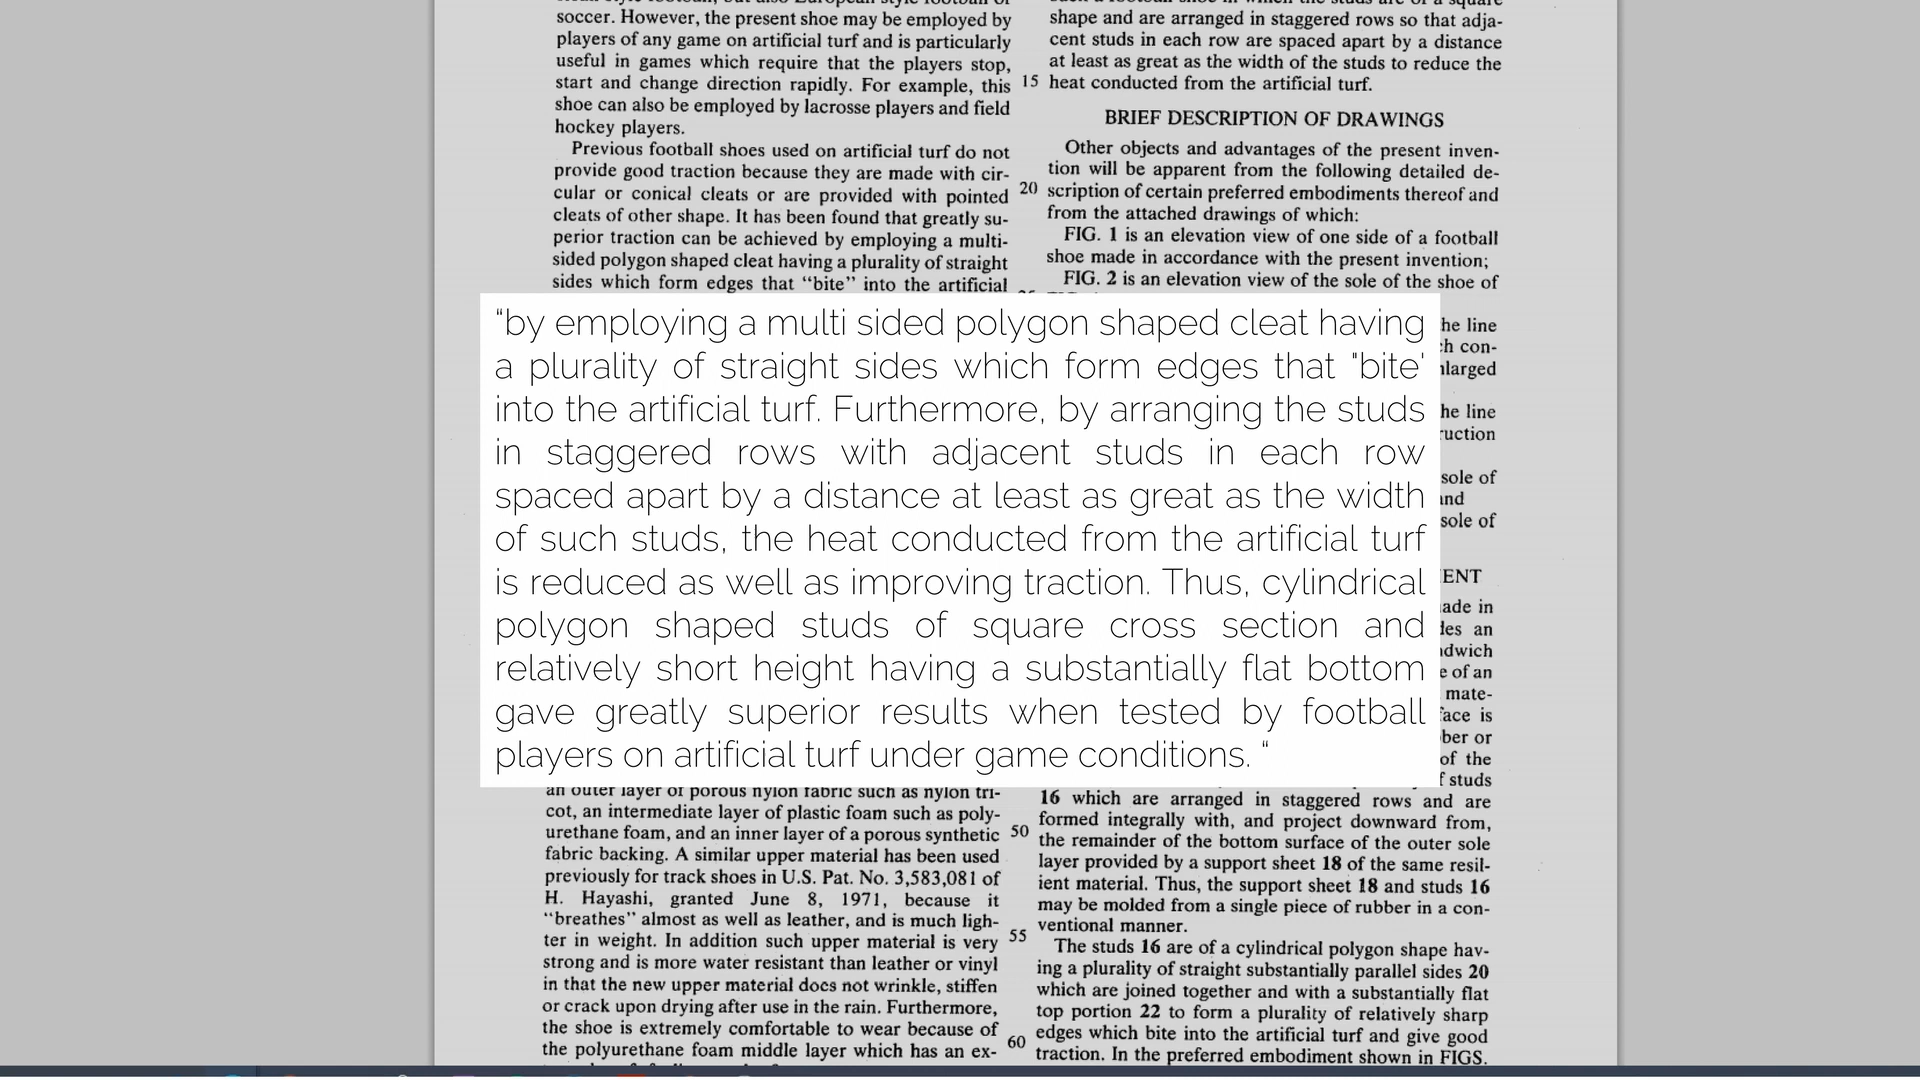 soccer. However, the present shoe may be employed by
players of any game on artificial turf and is particularly
useful in games which require that the players stop,
start and change direction rapidly. For example, this
shoe can also be employed by lacrosse players and field
hockey players.
Previous football shoes used on artificial turf do not
provide good traction because they are made with cir-
cular or conical cleats or are provided with pointed
cleats of other shape. It has been found that greatly su-
perior traction can be achieved by employing a multi-
sided polygon shaped cleat having a plurality of straight
sides which form edges that “bite” into the artificial
“by employing a multi sided polygon shaped cleat having
a plurality of straight sides which form edges that "bite'
into the artificial turf. Furthermore, by arranging the studs
in staggered rows with adjacent studs in each row
spaced apart by a distance at least as great as the width
of such studs, the heat conducted from the artificial turf
is reduced as well as improving traction. Thus, cylindrical
polygon shaped studs of square cross section and
relatively short height having a substantially flat bottom
gave greatly superior results when tested by football
players on artificial turf under game conditions. “
an outer layer of porous nylon fabric such as nylon tri-
cot, an intermediate layer of plastic foam such as poly-
urethane foam, and an inner layer of a porous synthetic
fabric backing. A similar upper material has been used
previously for track shoes in U.S. Pat. No. 3,583,081 of
H. Hayashi, granted June 8, 1971, because it
“breathes” almost as well as leather, and is much ligh-
ter in weight. In addition such upper material is very
strong and is more water resistant than leather or vinyl
in that the new upper material does not wrinkle, stiffen
or crack upon drying after use in the rain. Furthermore,
the shoe is extremely comfortable to wear because of
the polyurethane foam middle layer which has an ex-
15
20
50
55
60
shape and are arranged in staggered rows so that adja-
cent studs in each row are spaced apart by a distance
at least as great as the width of the studs to reduce the
heat conducted from the artificial turf.
BRIEF DESCRIPTION OF DRAWINGS
Other objects and advantages of the present inven-
tion will be apparent from the following detailed de-
scription of certain preferred embodiments thereof and
from the attached drawings of which:
FIG. 1 is an elevation view of one side of a football
shoe made in accordance with the present invention;
FIG. 2 is an elevation view of the sole of the shoe of
he line
h con-
nlarged
he line
ruction
sole of
nd
sole of
ENT
ade in
les an
dwich
e of an
mate-
face is
ber or
of the
f studs
16 which are arranged in staggered rows and are
formed integrally with, and project downward from,
the remainder of the bottom surface of the outer sole
layer provided by a support sheet 18 of the same resil-
ient material. Thus, the support sheet 18 and studs 16
may be molded from a single piece of rubber in a con-
ventional manner.
The studs 16 are of a cylindrical polygon shape hav-
ing a plurality of straight substantially parallel sides 20
which are joined together and with a substantially flat
top portion 22 to form a plurality of relatively sharp
edges which bite into the artificial turf and give good
traction. In the preferred embodiment shown in FIGS.